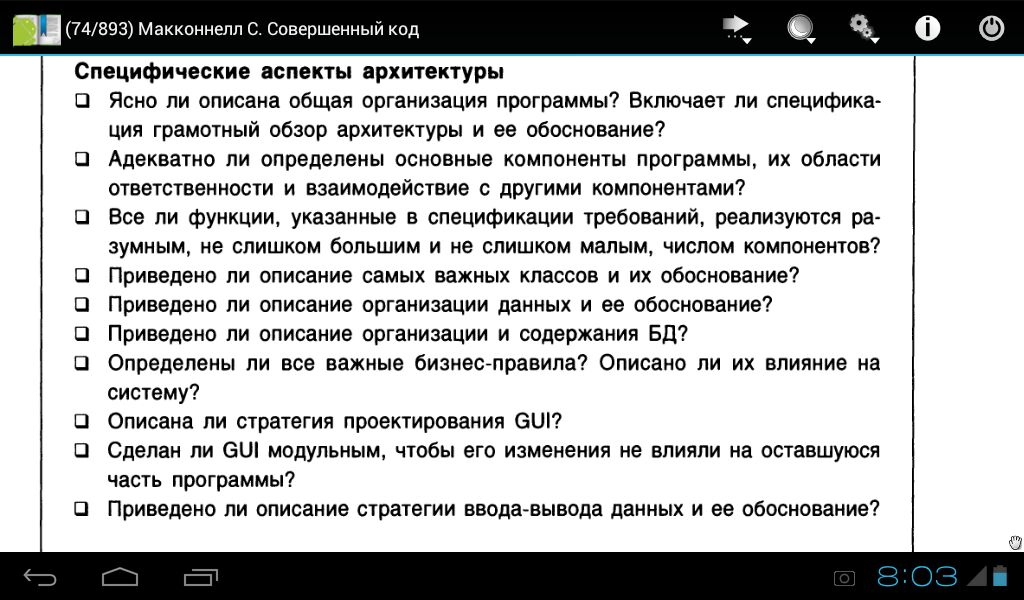 (74/893) Макконнелл С. Совершенный код
Специфические аспекты архитектуры
❑ Ясно ли описана общая организация программы? Включает ли специфика-
ция грамотный обзор архитектуры и ее обоснование?
❑ Адекватно ли определены основные компоненты программы, их области
ответственности и взаимодействие с другими компонентами?
❑ Все ли функции, указанные в спецификации требований, реализуются ра-
зумным, не слишком большим и не слишком малым, числом компонентов?
❑ Приведено ли описание самых важных классов и их обоснование?
❑ Приведено ли описание организации данных и ее обоснование?
❑ Приведено ли описание организации и содержания БД?
❑ Определены ли все важные бизнес-правила? Описано ли их влияние на
систему?
❑ Описана ли стратегия проектирования GUI?
❑ Сделан ли GUI модульным, чтобы его изменения не влияли на оставшуюся
часть программы?
❑ Приведено ли описание стратегии ввода-вывода данных и ее обоснование?
8:03